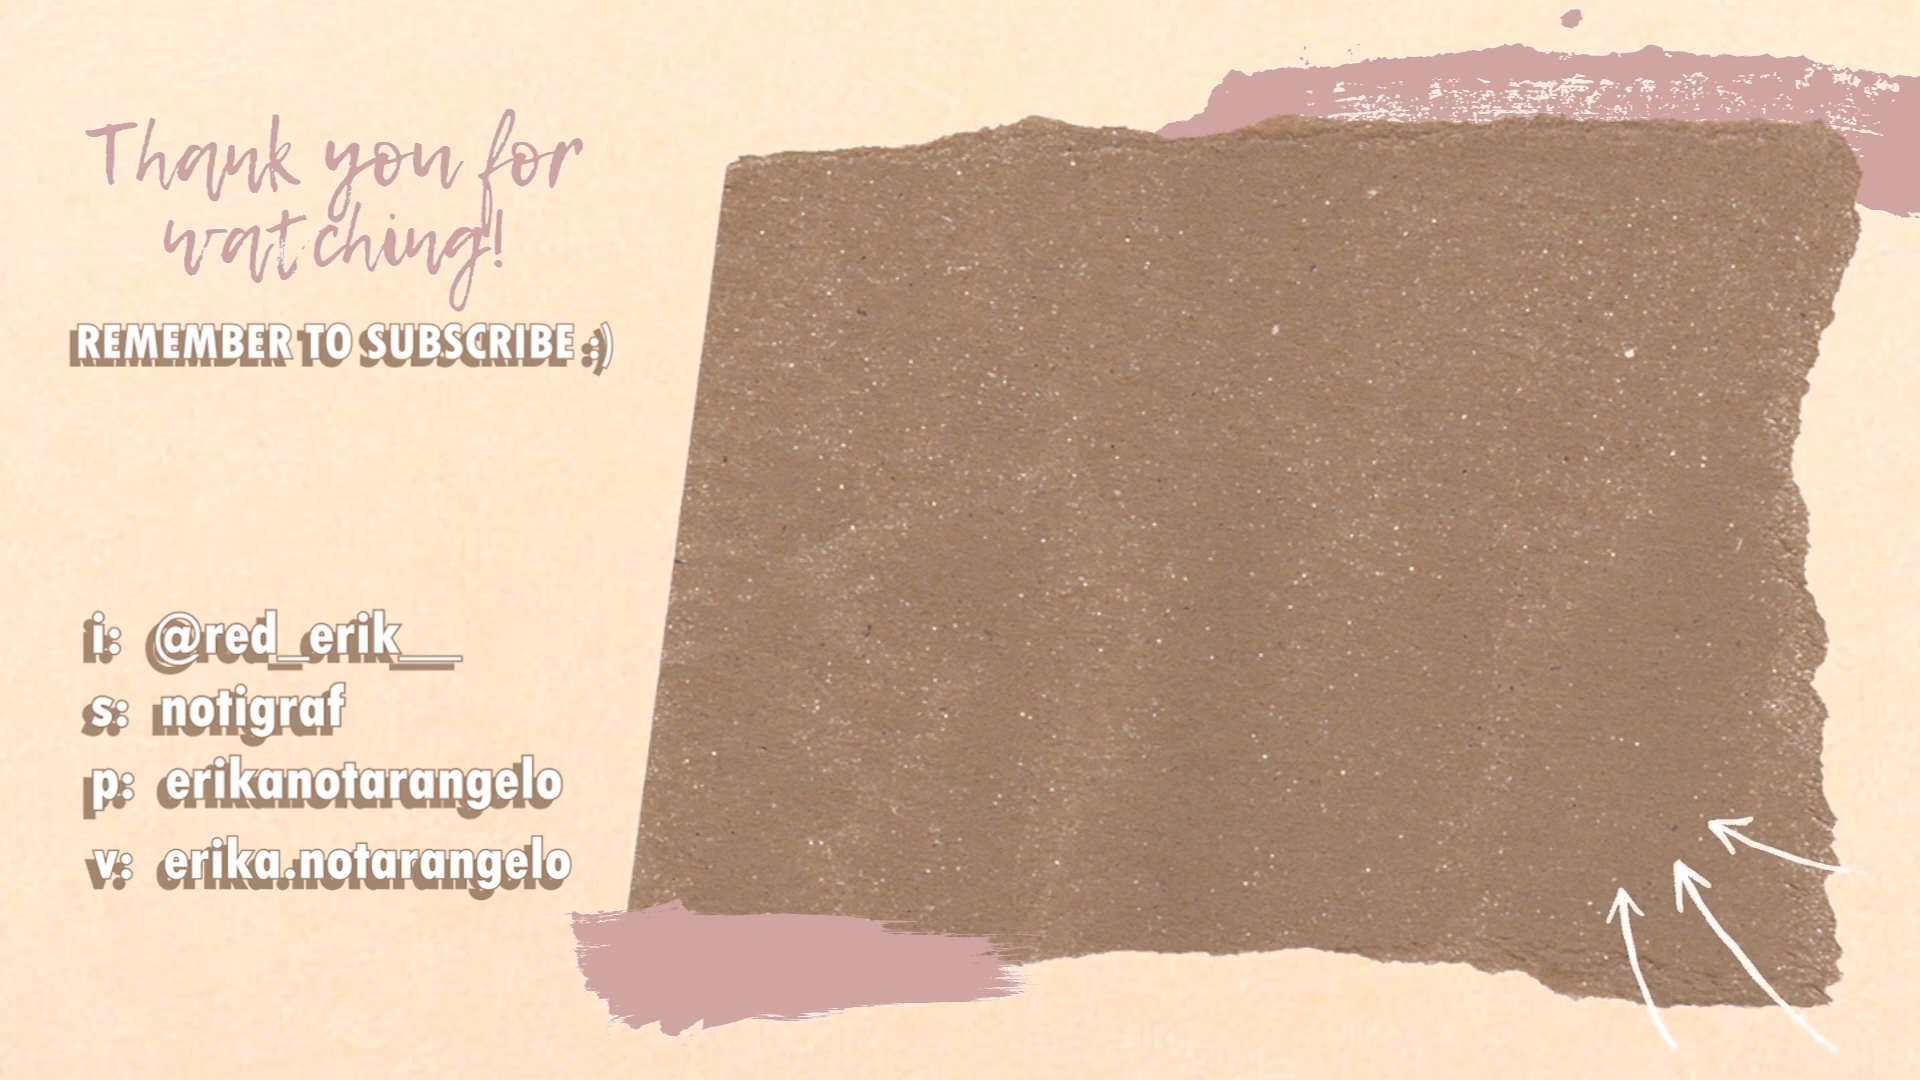 Thank you for
watching!
REMEMBER TO SUBSCRIBE :)
i: @red_erik__
s: notigraf
p: erikanotarangelo
v: erika.notarangelo